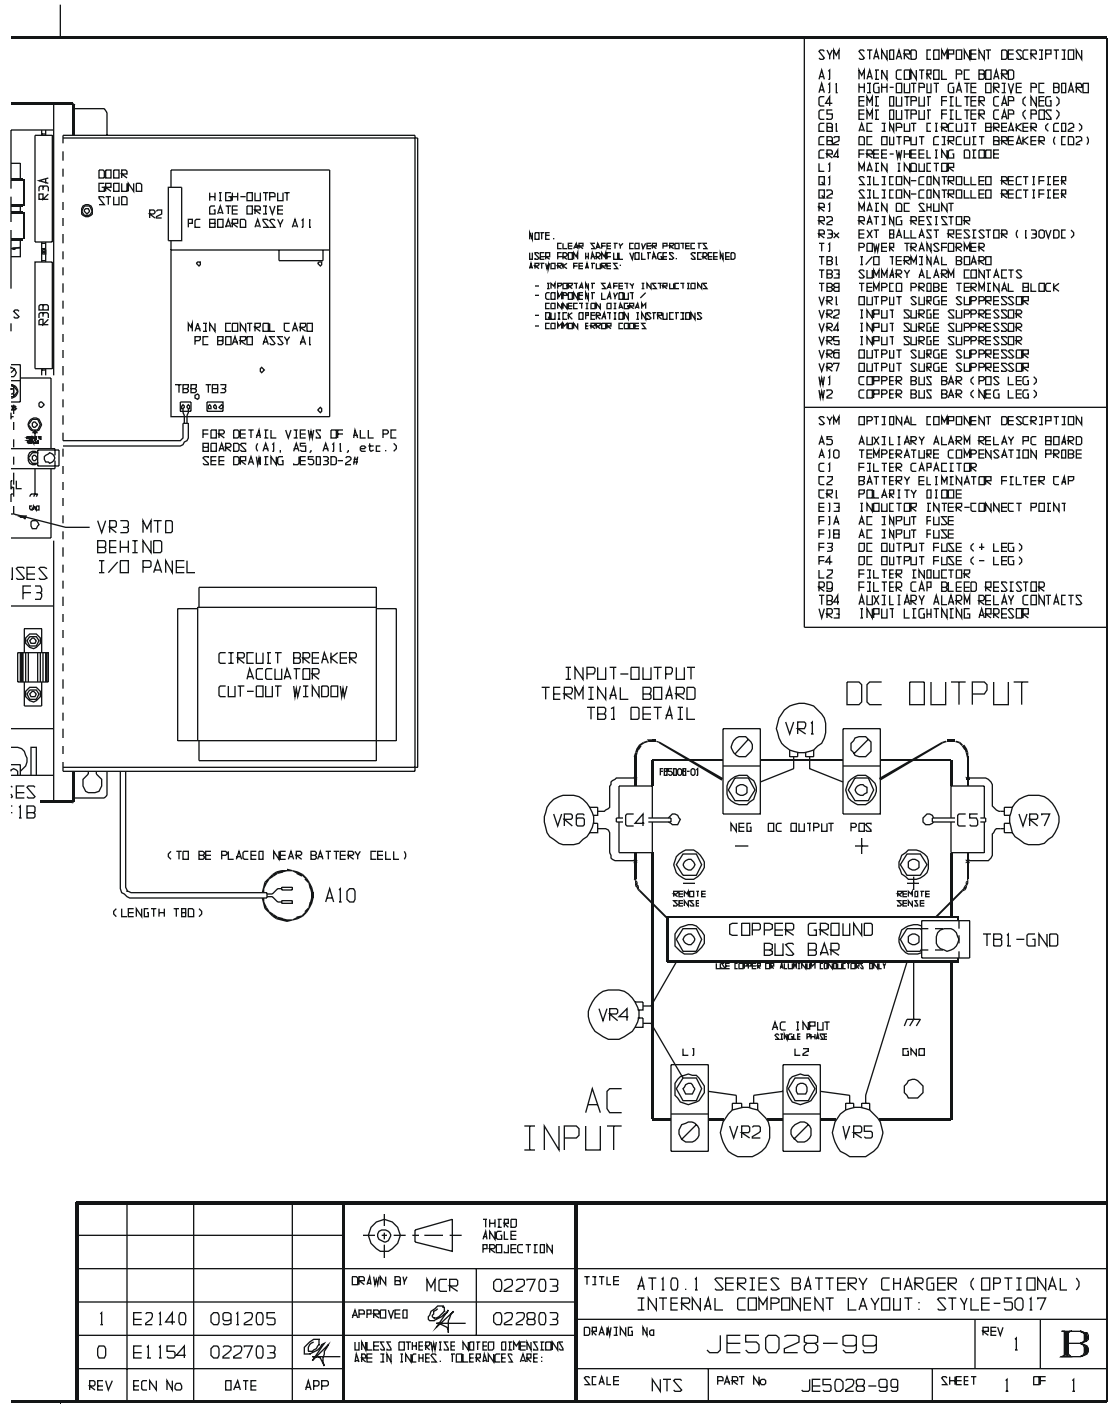 SYM STANDARD COMPONENT DESCRIPTION
A1 MAIN CONTROL PC BOARD
A11 HIGH-OUTPUT GATE DRIVE PC BOARD
C4 EMI OUTPUT FILTER CAP (NEG)
C5 EMI OUTPUT FILTER CAP (POS)
CB1 AC INPUT CIRCUIT BREAKER (CD2)
CB2 DC OUTPUT CIRCUIT BREAKER (CD2)
CR4 FREE-WHEELING DIODE
L1 MAIN INDUCTOR
Q1 SILICON-CONTROLLED RECTIFIER
Q2 SILICON-CONTROLLED RECTIFIER
R1 MAIN DC SHUNT
R2 RATING RESISTOR
R3x EXT BALLAST RESISTOR (130VDC)
T1 POWER TRANSFORMER
TB1 I/O TERMINAL BOARD
TB3 SUMMARY ALARM CONTACTS
TB8 TEMPCO PROBE TERMINAL BLOCK
VR1 OUTPUT SURGE SUPPRESSOR
VR2 INPUT SURGE SUPPRESSOR
VR4 INPUT SURGE SUPPRESSOR
VR5 INPUT SURGE SUPPRESSOR
VR6 OUTPUT SURGE SUPPRESSOR
VR7 OUTPUT SURGE SUPPRESSOR
W1 COPPER BUS BAR (POS LEG)
W2 COPPER BUS BAR (NEG LEG)
SYM OPTIONAL COMPONENT DESCRIPTION
A5 AUXILIARY ALARM RELAY PC BOARD
A10 TEMPERATURE COMPENSATION PROBE
C1 FILTER CAPACITOR
C2 BATTERY ELIMINATOR FILTER CAP
CR1 POLARITY DIODE
E13 INDUCTOR INTER-CONNECT POINT
F1A AC INPUT FUSE
F1B AC INPUT FUSE
F3 DC OUTPUT FUSE (+ LEG)
F4 DC OUTPUT FUSE (- LEG)
L2 FILTER INDUCTOR
RB FILTER CAP BLEED RESISTOR
TB4 AUXILIARY ALARM RELAY CONTACTS
VR3 INPUT LIGHTNING ARRESOR
DOOR
GROUND
STUD
R3A
R3B
R2
HIGH-OUTPUT
GATE DRIVE
PC BOARD ASSY A11
MAIN CONTROL CARD
PC BOARD ASSY A1
TB8 TB3
FOR DETAIL VIEWS OF ALL PC
BOARDS (A1, A5, A11, etc.)
SEE DRAWING JE5030-2#
NOTE.
CLEAR SAFETY COVER PROTECTS
USER FROM HARMFUL VOLTAGES. SCREENED
ARTWORK FEATURES:
- IMPORTANT SAFETY INSTRUCTIONS
- COMPONENT LAYOUT /
CONNECTION DIAGRAM
- QUICK OPERATION INSTRUCTIONS
- COMMON ERROR CODES
S
EL
GND
VR3 MTD
BEHIND
I/O PANEL
USES
F3
SES
F1B
CIRCUIT BREAKER
ACCUATOR
CUT-OUT WINDOW
(TO BE PLACED NEAR BATTERY CELL)
A10
(LENGTH TBD)
INPUT-OUTPUT
TERMINAL BOARD
TB1 DETAIL
DC OUTPUT
VR1
FB5008-01
VR6
C4
C5
VR7
NEG DC OUTPUT POS
- +
- +
REMOTE
SENSE
REMOTE
SENSE
COPPER GROUND
BUS BAR
TB1-GND
USE COPPER OR ALUMINUM CONDUCTORS ONLY
VR4
AC INPUT
SINGLE PHASE
L1 L2 GND
AC
INPUT
VR2
VR5
THIRD
ANGLE
PROJECTION
DRAWN BY MCR 022703
TITLE AT10.1 SERIES BATTERY CHARGER (OPTIONAL)
INTERNAL COMPONENT LAYOUT: STYLE-5017
1 E2140 091205
APPROVED 022803
DRAWING No JE5028-99 REV 1 B
0 E1154 022703
UNLESS OTHERWISE NOTED DIMENSIONS
ARE IN INCHES. TOLERANCES ARE:
REV ECN No DATE APP
SCALE NTS PART No JE5028-99 SHEET 1 OF 1